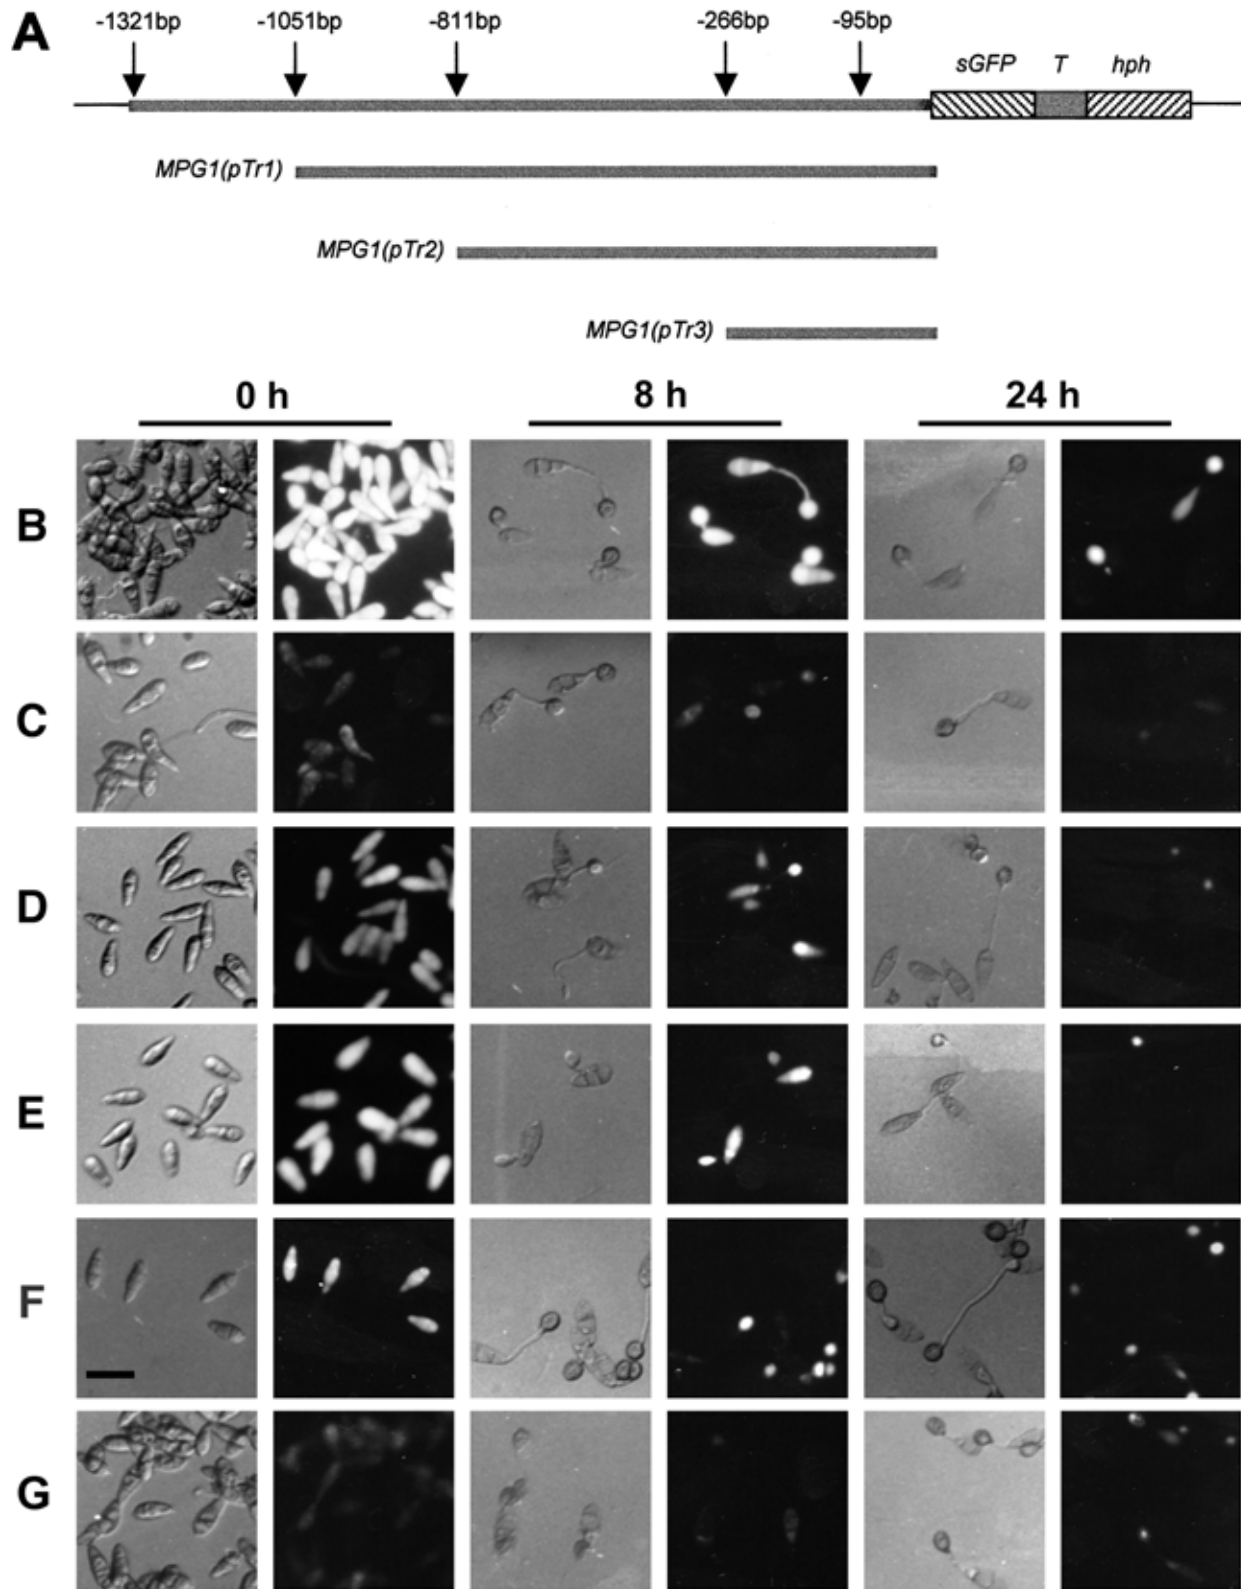 A
-1321bp -1051bp -811bp -266bp -95bp
sGFP T hph
MPG1(pTr1)
MPG1(pTr2)
MPG1(pTr3)
0 h 8 h 24 h
B
C
D
E
F
G